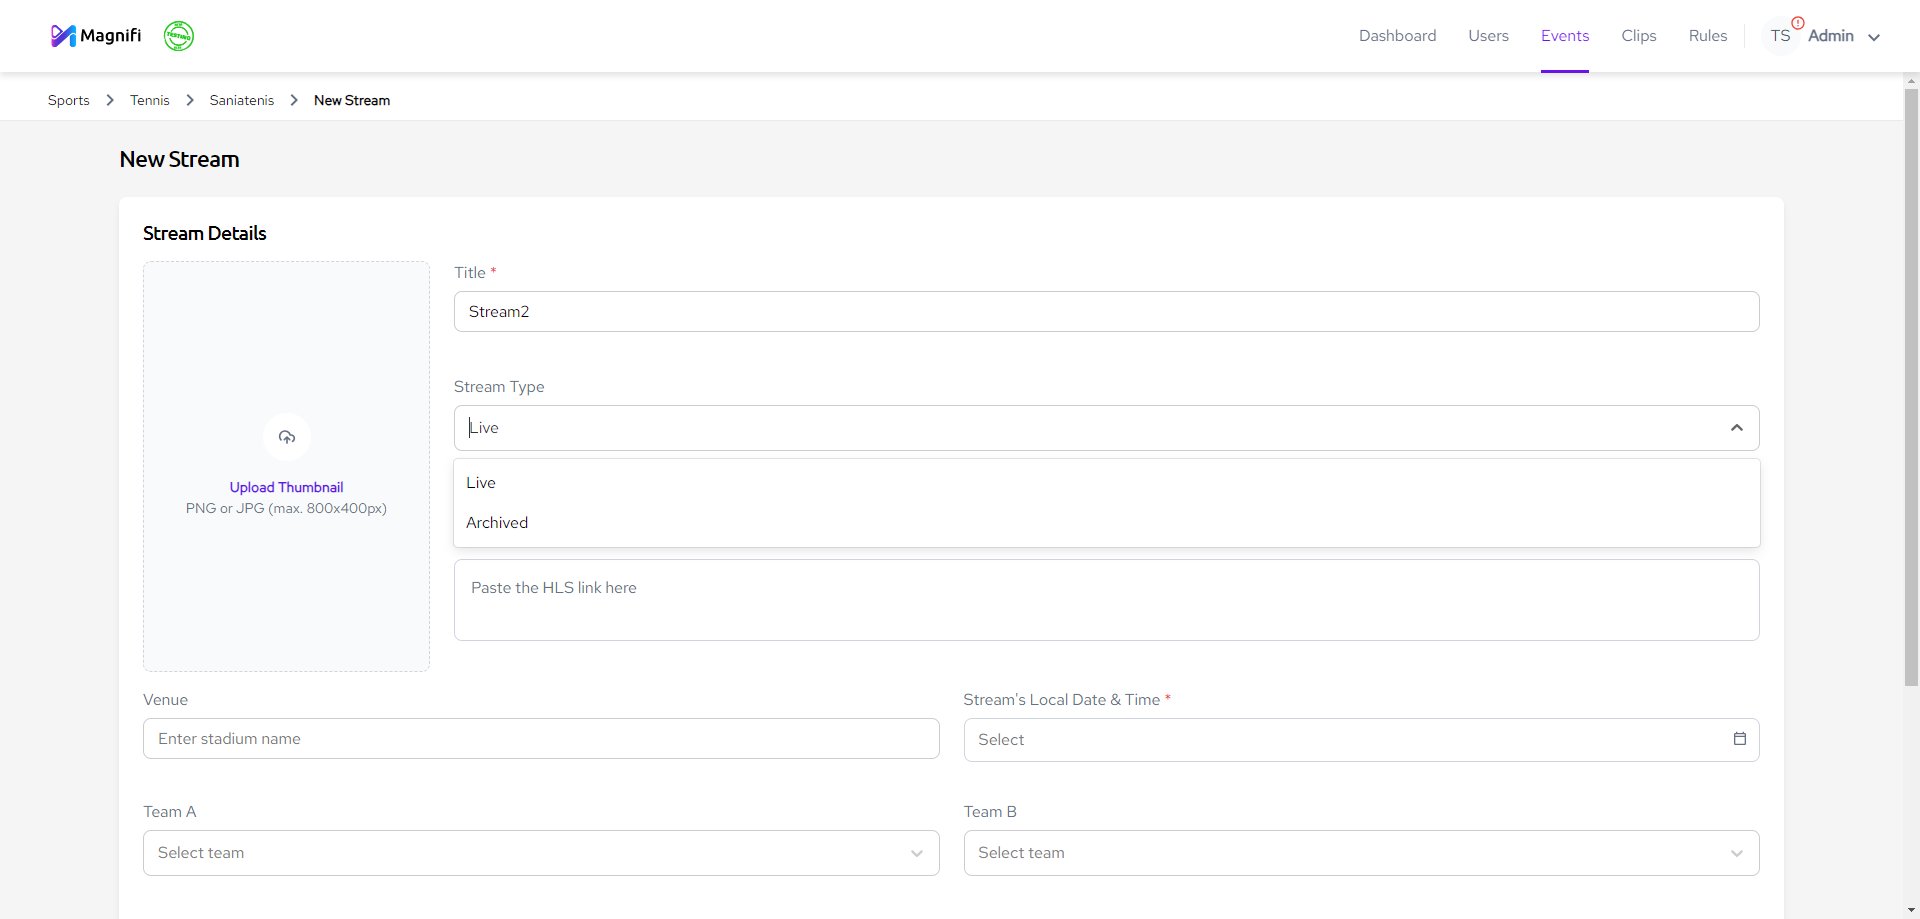 Magnifi
TESTING
Dashboard
Users
Events
Clips
Rules
TS
Admin
Sports
Tennis
Saniatenis
New Stream
New Stream
Stream Details
Upload Thumbnail
PNG or JPG (max. 800x400px)
Title *
Stream2
Stream Type
Live
Live
Archived
Paste the HLS link here
Venue
Enter stadium name
Stream's Local Date & Time *
Select
Team A
Select team
Team B
Select team